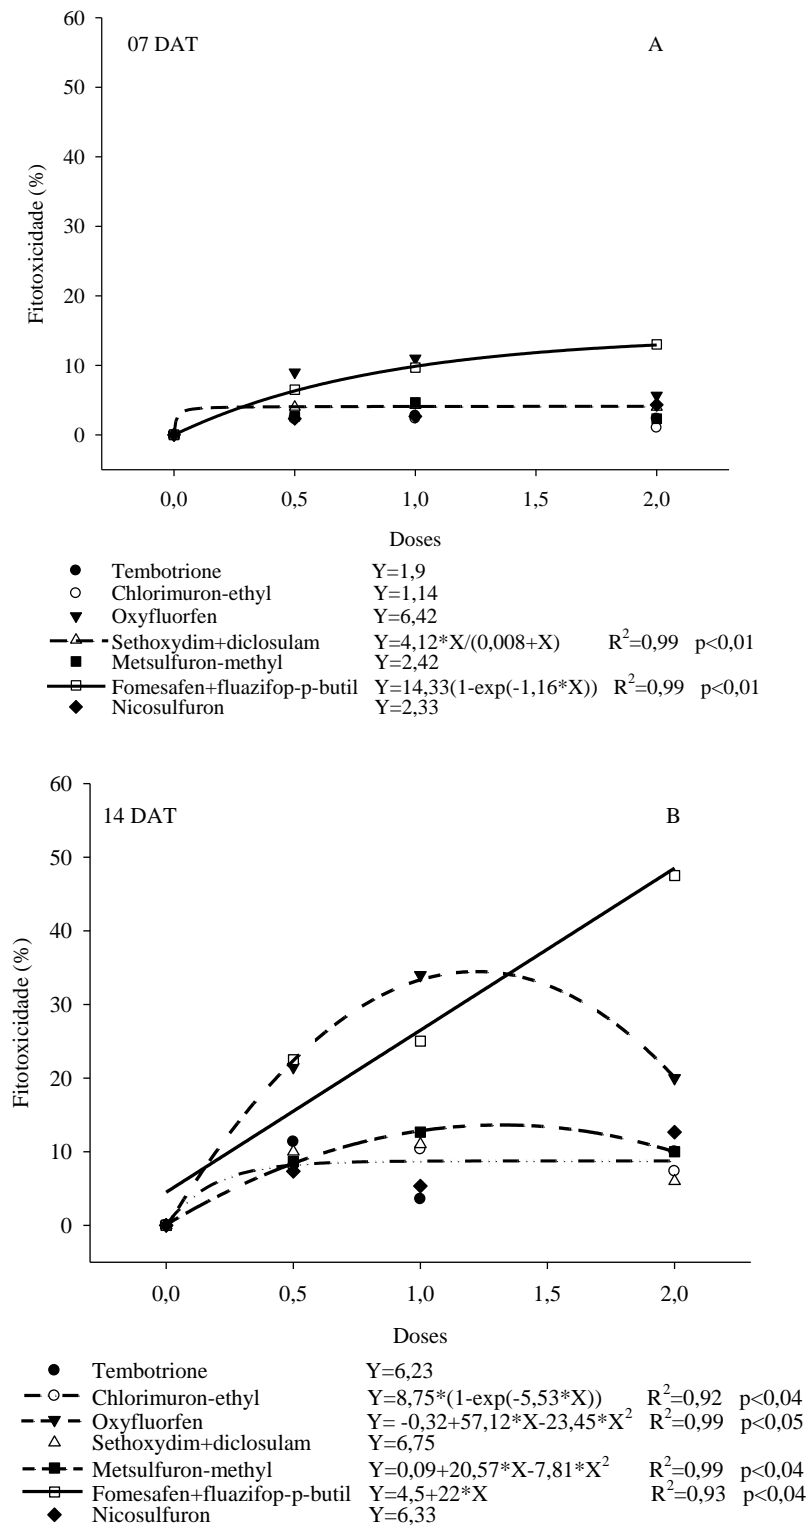 60
07 DAT A
50
40
30
20
10
0
Fitotoxicidade (%)
0,0 0,5 1,0 1,5 2,0
Doses
Tembotrione Y=1,9
Chlorimuron-ethyl Y=1,14
Oxyfluorfen Y=6,42
Sethoxydim+diclosulam Y=4,12*X/(0,008+X) R²=0,99 p<0,01
Metsulfuron-methyl Y=2,42
Fomesafen+fluazifop-p-butil Y=14,33(1-exp(-1,16*X)) R²=0,99 p<0,01
Nicosulfuron Y=2,33
60
14 DAT B
50
40
30
20
10
0
Fitotoxicidade (%)
0,0 0,5 1,0 1,5 2,0
Doses
Tembotrione Y=6,23
Chlorimuron-ethyl Y=8,75*(1-exp(-5,53*X)) R²=0,92 p<0,04
Oxyfluorfen Y= -0,32+57,12*X-23,45*X² R²=0,99 p<0,05
Sethoxydim+diclosulam Y=6,75
Metsulfuron-methyl Y=0,09+20,57*X-7,81*X² R²=0,99 p<0,04
Fomesafen+fluazifop-p-butil Y=4,5+22*X R²=0,93 p<0,04
Nicosulfuron Y=6,33